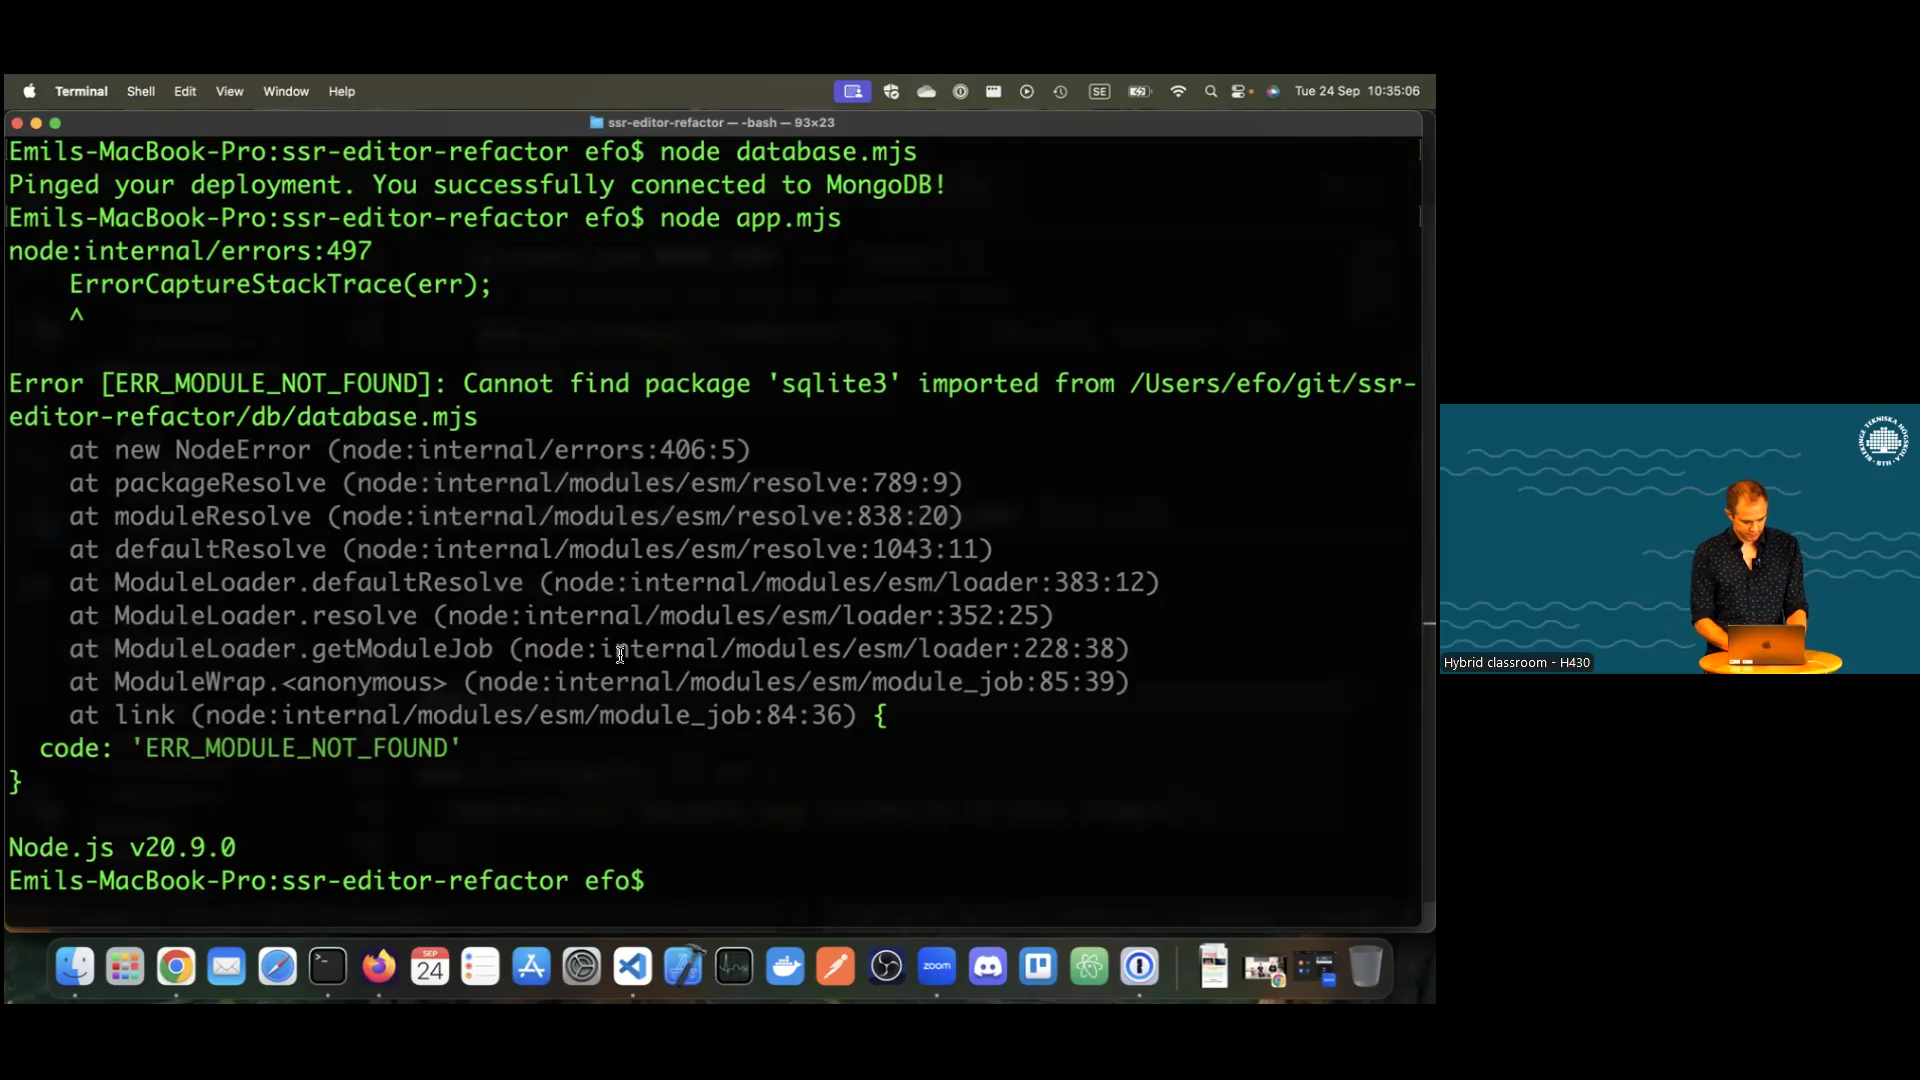 Terminal Shell Edit View Window Help SE Tue 24 Sep 10:35:06
ssr-editor-refactor — -bash — 93×23
Emils-MacBook-Pro:ssr-editor-refactor efo$ node database.mjs
Pinged your deployment. You successfully connected to MongoDB!
Emils-MacBook-Pro:ssr-editor-refactor efo$ node app.mjs
node:internal/errors:497
    ErrorCaptureStackTrace(err);
    ^
Error [ERR_MODULE_NOT_FOUND]: Cannot find package 'sqlite3' imported from /Users/efo/git/ssr-
editor-refactor/db/database.mjs
    at new NodeError (node:internal/errors:406:5)
    at packageResolve (node:internal/modules/esm/resolve:789:9)
    at moduleResolve (node:internal/modules/esm/resolve:838:20)
    at defaultResolve (node:internal/modules/esm/resolve:1043:11)
    at ModuleLoader.defaultResolve (node:internal/modules/esm/loader:383:12)
    at ModuleLoader.resolve (node:internal/modules/esm/loader:352:25)
    at ModuleLoader.getModuleJob (node:internal/modules/esm/loader:228:38)
    at ModuleWrap.<anonymous> (node:internal/modules/esm/module_job:85:39)
    at link (node:internal/modules/esm/module_job:84:36) {
  code: 'ERR_MODULE_NOT_FOUND'
}
Node.js v20.9.0
Emils-MacBook-Pro:ssr-editor-refactor efo$
SEP
24
zoom
BLEKINGE TEKNISKA HÖGSKOLA
BTH
Hybrid classroom - H430